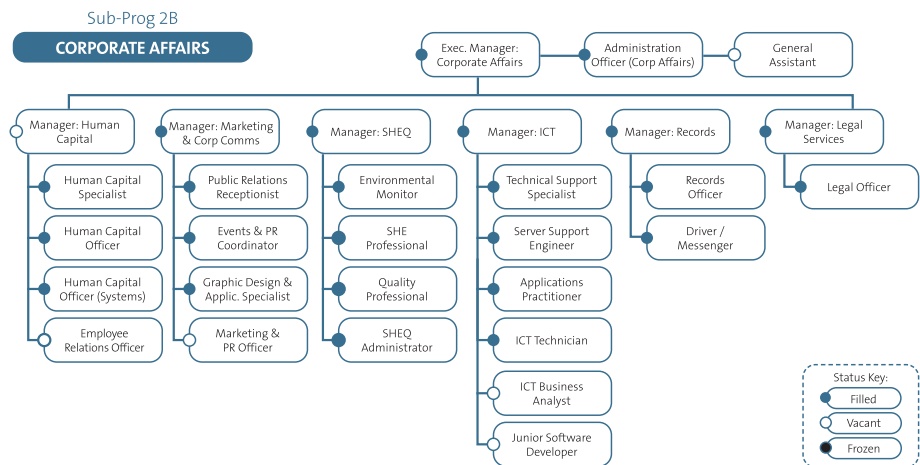 Sub-Prog 2B
CORPORATE AFFAIRS
Exec. Manager:
Corporate Affairs
Administration
Officer (Corp Affairs)
General
Assistant
Manager: Human
Capital
Manager: Marketing
& Corp Comms
Manager: SHEQ
Manager: ICT
Manager: Records
Manager: Legal
Services
Human Capital
Specialist
Human Capital
Officer
Human Capital
Officer (Systems)
Employee
Relations Officer
Public Relations
Receptionist
Events & PR
Coordinator
Graphic Design &
Applic. Specialist
Marketing &
PR Officer
Environmental
Monitor
SHE
Professional
Quality
Professional
SHEQ
Administrator
Technical Support
Specialist
Server Support
Engineer
Applications
Practitioner
ICT Technician
ICT Business
Analyst
Junior Software
Developer
Records
Officer
Driver /
Messenger
Legal Officer
Status Key:
Filled
Vacant
Frozen